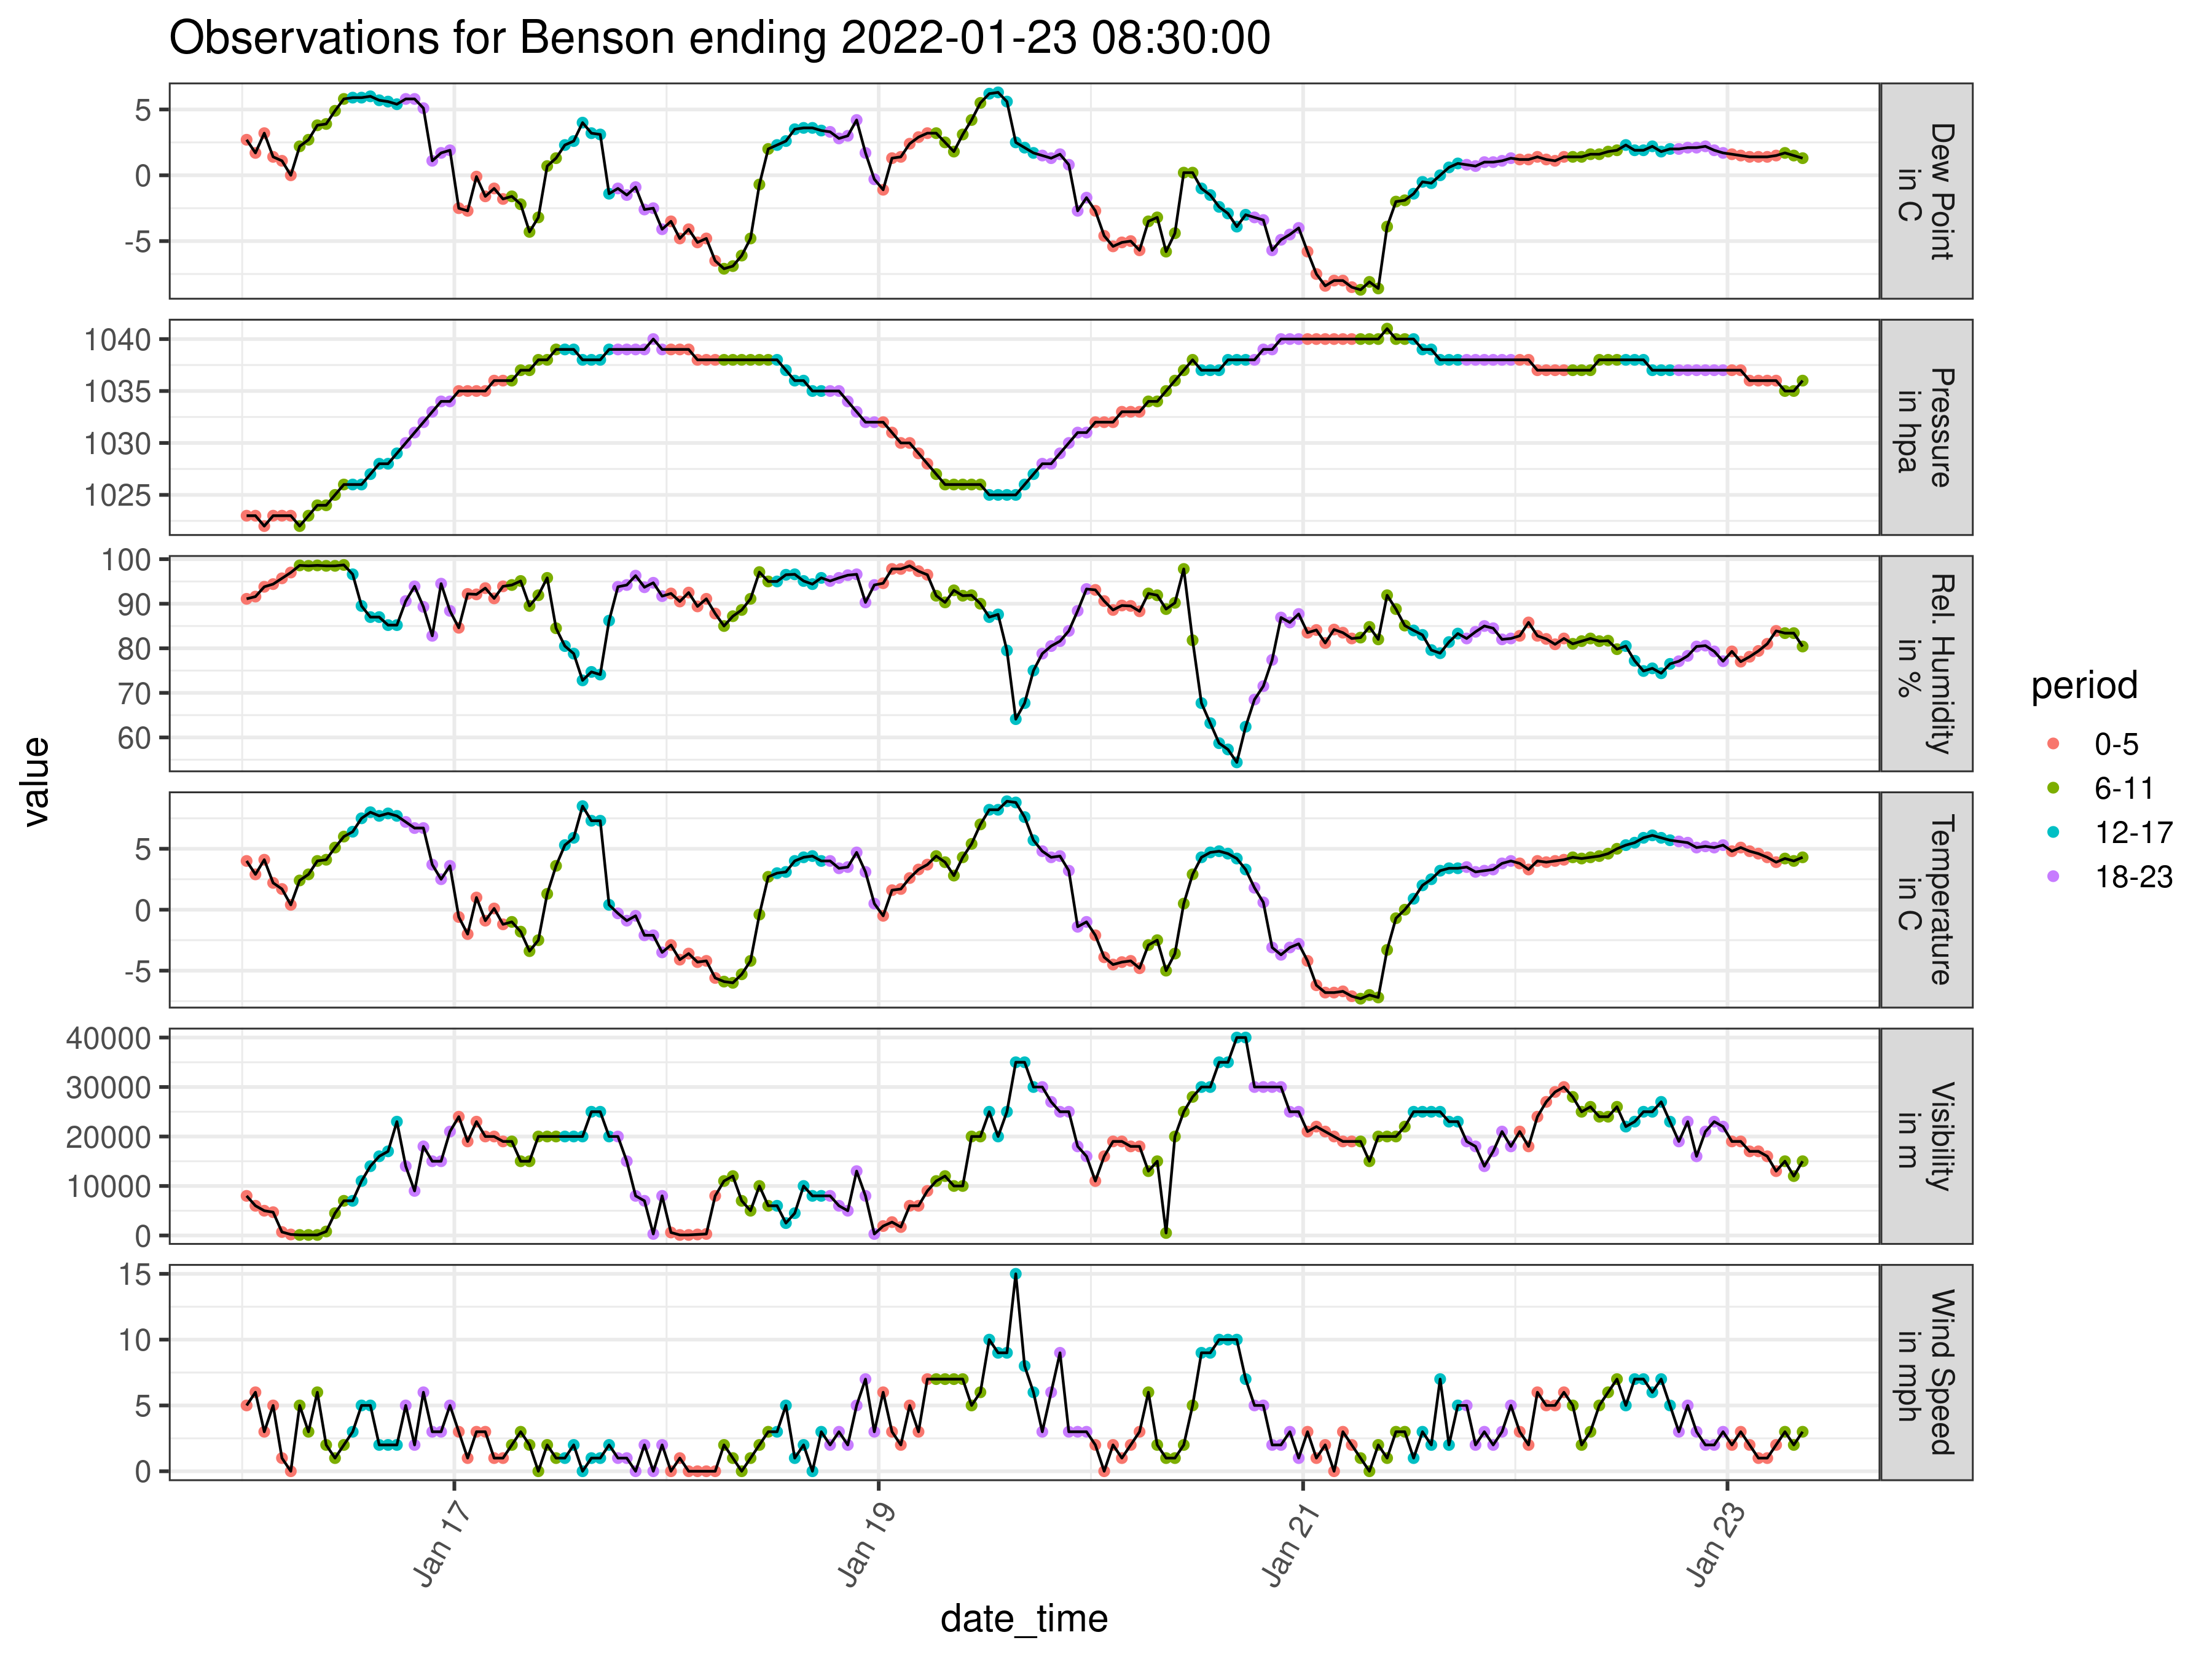 Observations for Benson ending 2022-01-23 08:30:00
value
5
0
-5
Dew Point
in C
1040
1035
1030
1025
Pressure
in hpa
100
90
80
70
60
Rel. Humidity
in %
5
0
-5
Temperature
in C
40000
30000
20000
10000
0
Visibility
in m
15
10
5
0
Wind Speed
in mph
Jan 17
Jan 19
Jan 21
Jan 23
date_time
period
0-5
6-11
12-17
18-23